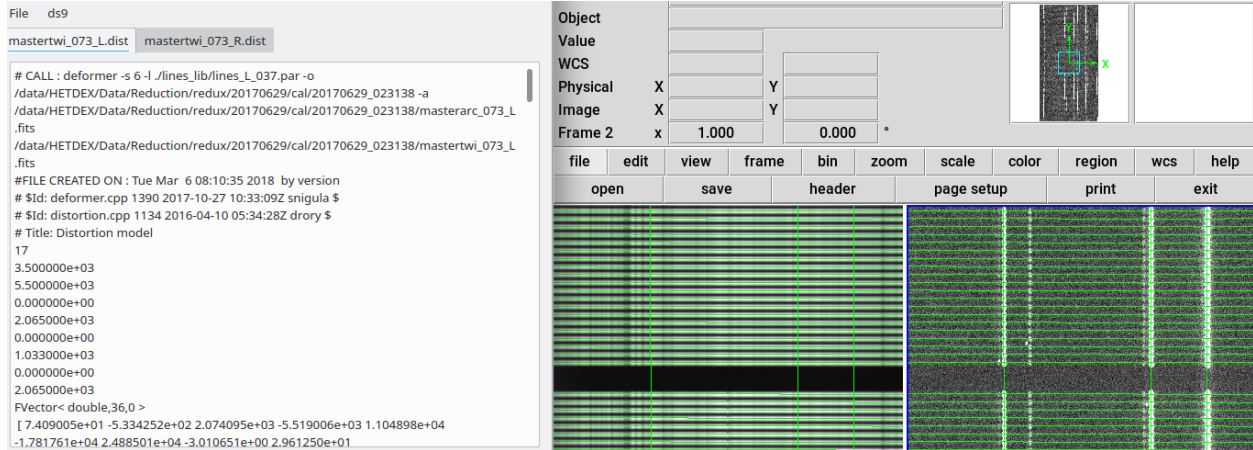 File ds9
mastertwi_073_L.dist mastertwi_073_R.dist
# CALL : deformer -s 6 -l ./lines_lib/lines_L_037.par -o
/data/HETDEX/Data/Reduction/redux/20170629/cal/20170629_023138 -a
/data/HETDEX/Data/Reduction/redux/20170629/cal/20170629_023138/masterarc_073_L
.fits
/data/HETDEX/Data/Reduction/redux/20170629/cal/20170629_023138/mastertwi_073_L
.fits
#FILE CREATED ON : Tue Mar  6 08:10:35 2018  by version
# $Id: deformer.cpp 1390 2017-10-27 10:33:09Z snigula $
# $Id: distortion.cpp 1134 2016-04-10 05:34:28Z drory $
# Title: Distortion model
17
3.500000e+03
5.500000e+03
0.000000e+00
2.065000e+03
0.000000e+00
1.033000e+03
0.000000e+00
2.065000e+03
FVector< double,36,0 >
[ 7.409005e+01 -5.334252e+02 2.074095e+03 -5.519006e+03 1.104898e+04
-1.781761e+04 2.488501e+04 -3.010651e+00 2.961250e+01
Object
Value
WCS
Physical X Y
Image X Y
Frame 2 x 1.000 0.000 °
Y
X
file edit view frame bin zoom scale color region wcs help
open save header page setup print exit